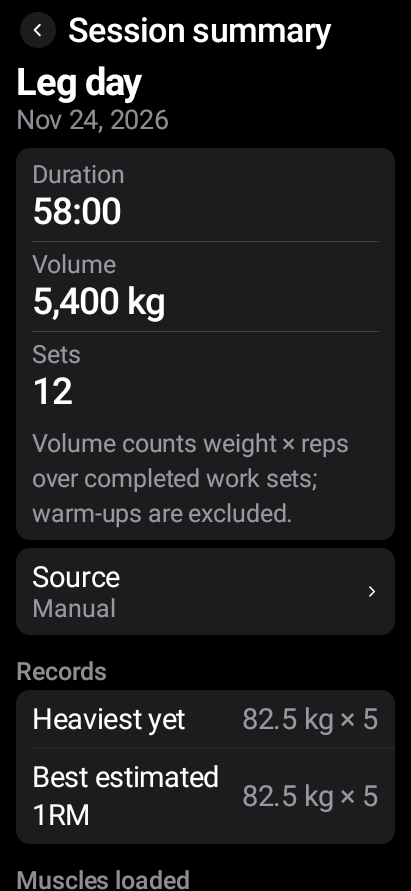 Session summary
Leg day
Nov 24, 2026
Duration
58:00
Volume
5,400 kg
Sets
12
Volume counts weight × reps
over completed work sets;
warm-ups are excluded.
Source
Manual
Records
Heaviest yet 82.5 kg × 5
Best estimated
1RM 82.5 kg × 5
Muscles loaded